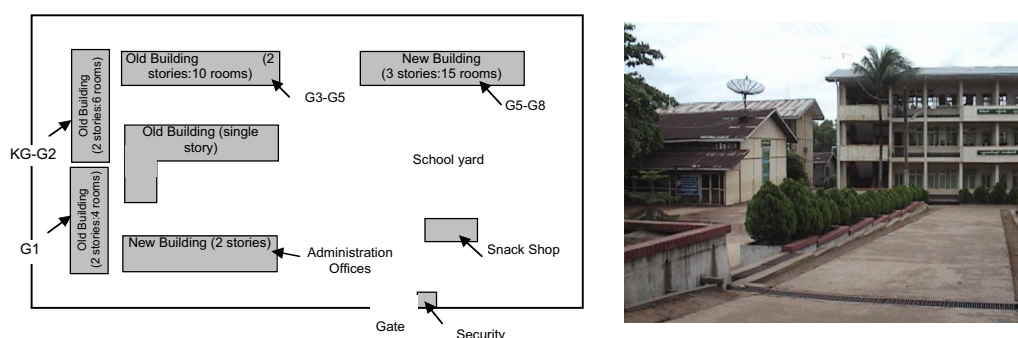 Old Building (2
stories:10 rooms)
New Building
(3 stories:15 rooms)
G3-G5
G5-G8
Old Building
(2 stories:6 rooms)
KG-G2
Old Building (single
story)
School yard
Old Building
(2 stories:4 rooms)
G1
New Building (2 stories)
Administration
Offices
Snack Shop
Gate
Security